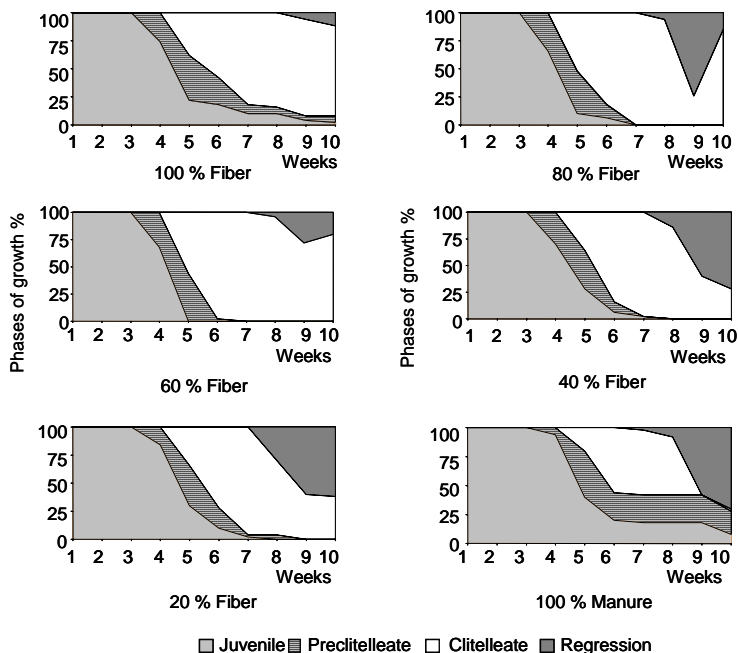 100
75
50
25
0
1 2 3 4 5 6 7 8 9 10
Weeks
100 % Fiber
100
75
50
25
0
1 2 3 4 5 6 7 8 9 10
Weeks
80 % Fiber
Phases of growth %
100
75
50
25
0
1 2 3 4 5 6 7 8 9 10
Weeks
60 % Fiber
Phases of growth %
100
75
50
25
0
1 2 3 4 5 6 7 8 9 10
Weeks
40 % Fiber
100
75
50
25
0
1 2 3 4 5 6 7 8 9 10
Weeks
20 % Fiber
100
75
50
25
0
1 2 3 4 5 6 7 8 9 10
Weeks
100 % Manure
Juvenile Preclitelleate Clitelleate Regression